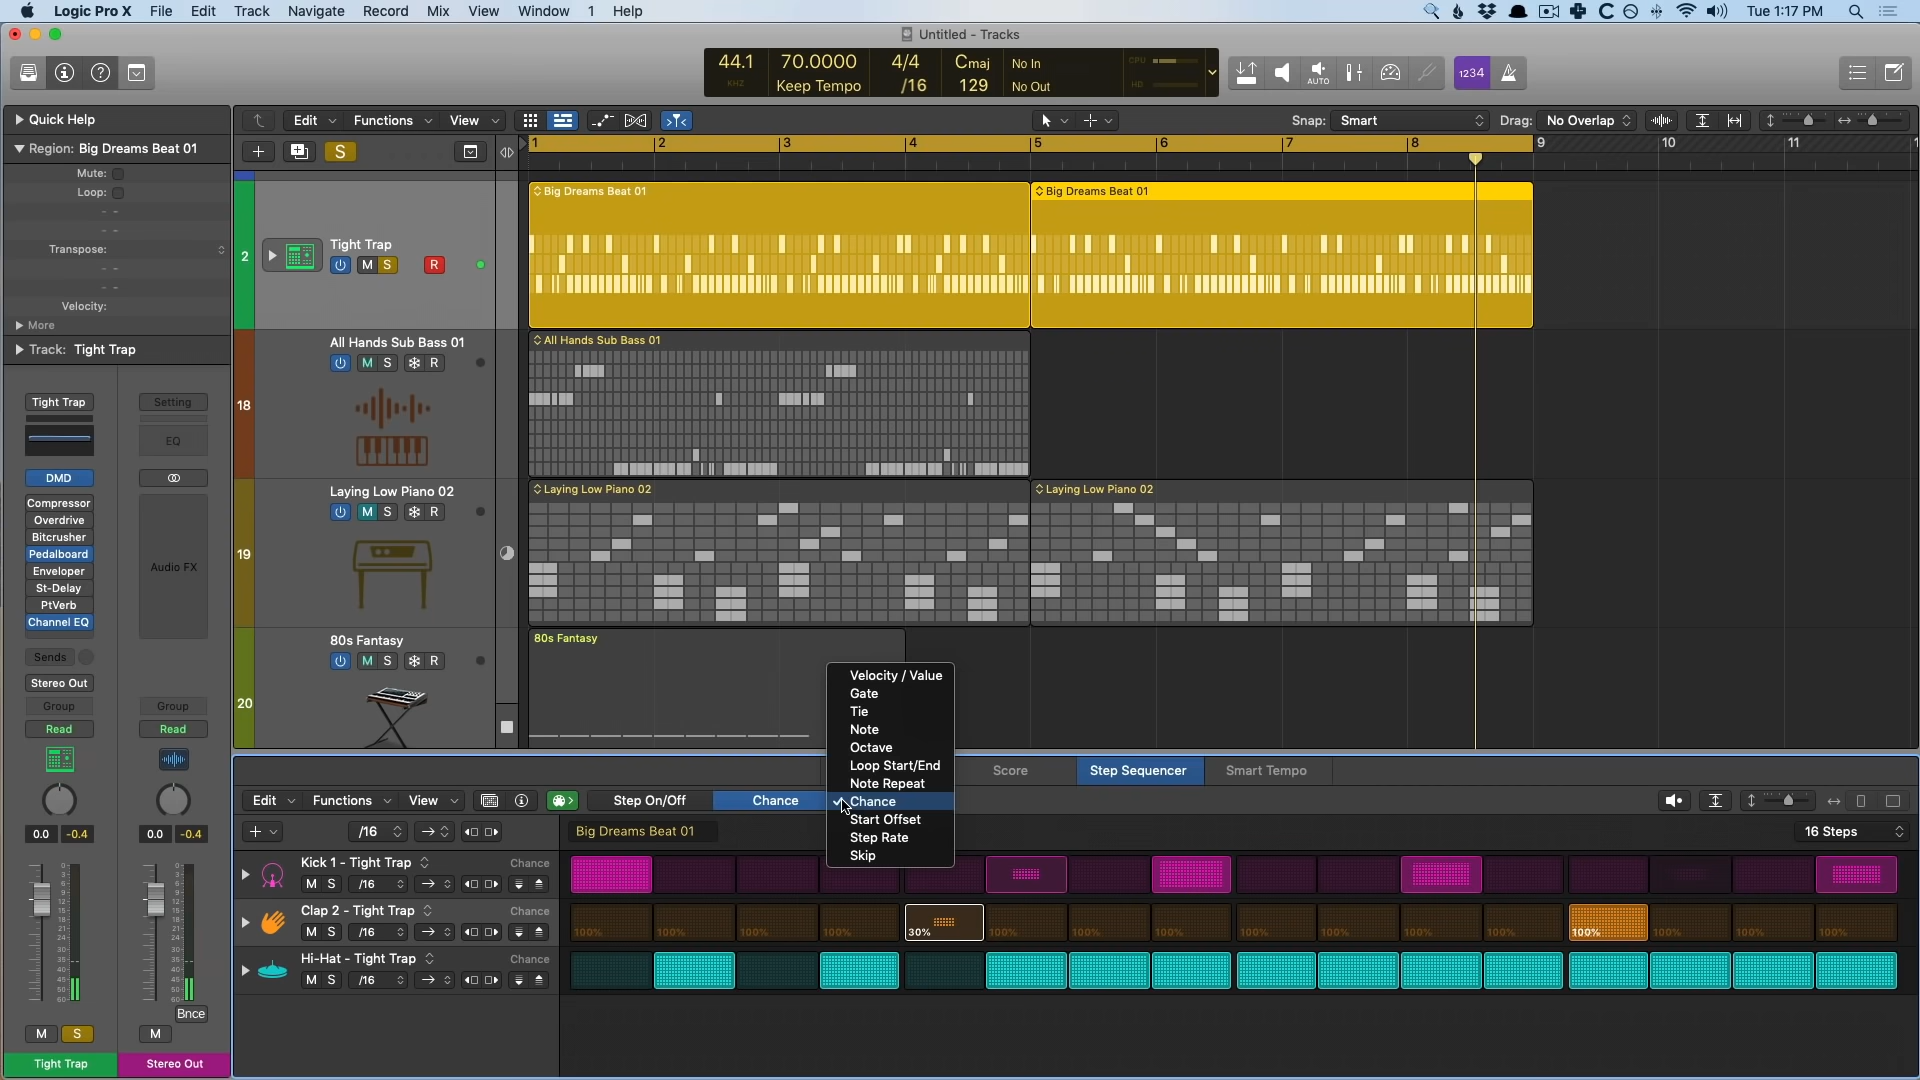 Logic Pro X File Edit Track Navigate Record Mix View Window 1 Help Tue 1:17 PM
Untitled - Tracks
44.1 70.0000 4/4 Cmaj No In CPU
KHZ Keep Tempo /16 129 No Out HD
AUTO
1234
Quick Help
Edit Functions View Snap: Smart Drag: No Overlap
Region: Big Dreams Beat 01
S
1 2 3 4 5 6 7 8 9 10 11
Mute:
Loop:
Transpose:
Velocity:
More
Track: Tight Trap
Big Dreams Beat 01 Big Dreams Beat 01
2 Tight Trap
M S R
All Hands Sub Bass 01
All Hands Sub Bass 01
M S R
18
Laying Low Piano 02 Laying Low Piano 02
Laying Low Piano 02
M S R
19
80s Fantasy
80s Fantasy
M S R
20
Tight Trap Setting
EQ
DMD
Compressor
Overdrive
Bitcrusher
Pedalboard
Enveloper
St-Delay
PtVerb
Channel EQ
Audio FX
Sends
Stereo Out
Group Group
Read Read
0.0 -0.4 0.0 -0.4
Bnce
M S M
Tight Trap Stereo Out
Velocity / Value
Gate
Tie
Note
Octave
Loop Start/End
Note Repeat
Chance
Start Offset
Step Rate
Skip
Score Step Sequencer Smart Tempo
Edit Functions View Step On/Off Chance
/16 Big Dreams Beat 01 16 Steps
Kick 1 - Tight Trap Chance
M S /16
Clap 2 - Tight Trap Chance
M S /16 100% 100% 100% 100% 30% 100% 100% 100% 100% 100% 100% 100% 100% 100% 100% 100%
Hi-Hat - Tight Trap Chance
M S /16